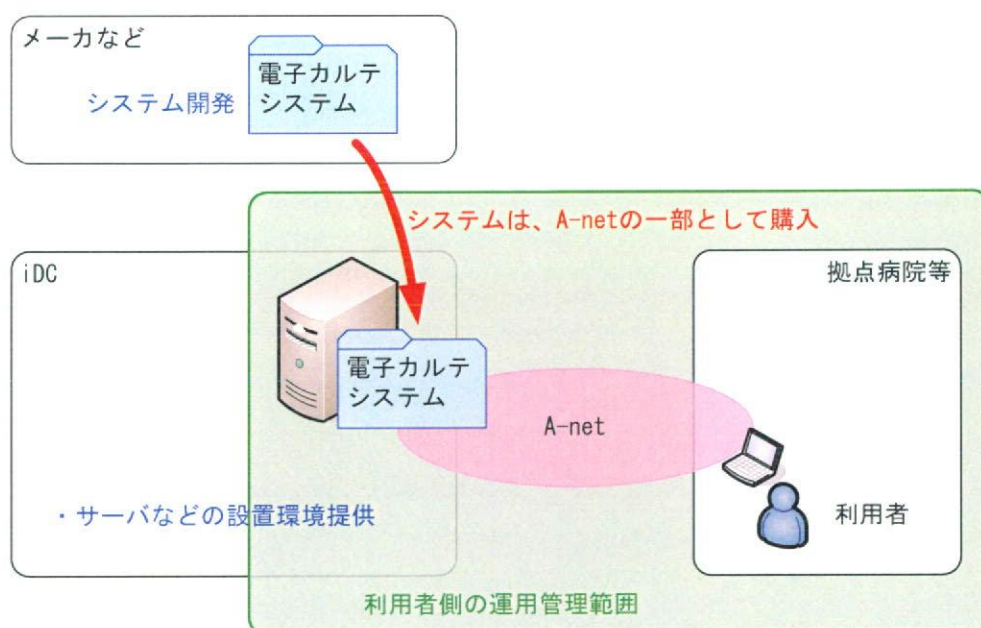 メーカなど
電子カルテ
システム
システム開発
システムは、A-netの一部として購入
iDC
拠点病院等
電子カルテ
システム
A-net
・サーバなどの設置環境提供
利用者
利用者側の運用管理範囲